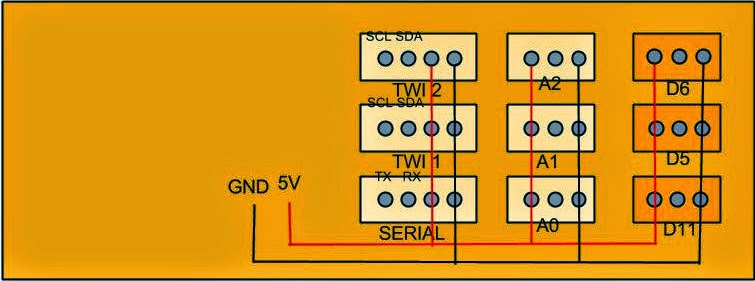 SCL SDA
TWI 2
A2
D6
SCL SDA
TWI 1
A1
D5
GND
5V
TX RX
SERIAL
A0
D11